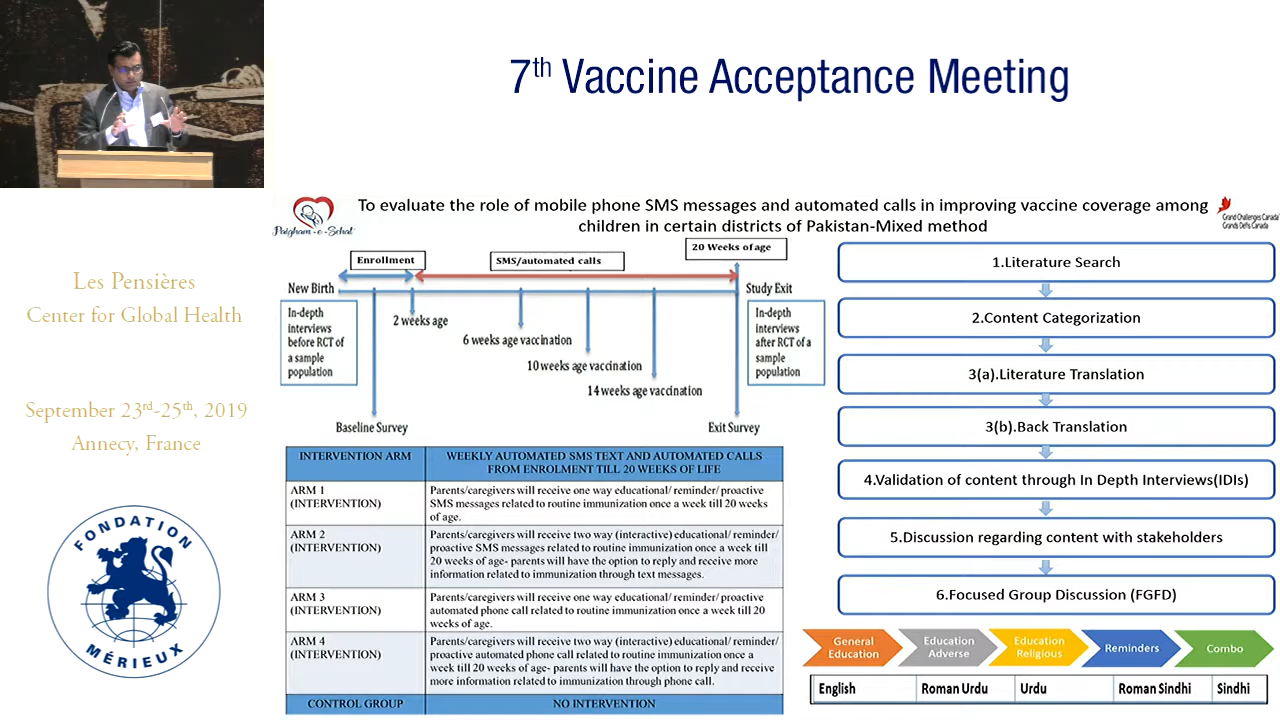 7th Vaccine Acceptance Meeting
Les Pensières
Center for Global Health
September 23rd-25th, 2019
Annecy, France
FONDATION
MÉRIEUX
Paigham-e-Sehat
To evaluate the role of mobile phone SMS messages and automated calls in improving vaccine coverage among
children in certain districts of Pakistan-Mixed method
Grand Challenges Canada
Grands Défis Canada
20 Weeks of age
Enrollment
SMS/automated calls
New Birth
Study Exit
In-depth
interviews
before RCT of
a sample
population
2 weeks age
6 weeks age vaccination
10 weeks age vaccination
14 weeks age vaccination
In-depth
interviews
after RCT of a
sample
population
Baseline Survey
Exit Survey
INTERVENTION ARM
WEEKLY AUTOMATED SMS TEXT AND AUTOMATED CALLS
FROM ENROLMENT TILL 20 WEEKS OF LIFE
ARM 1
(INTERVENTION)
Parents/caregivers will receive one way educational/ reminder/ proactive
SMS messages related to routine immunization once a week till 20 weeks
of age.
ARM 2
(INTERVENTION)
Parents/caregivers will receive two way (interactive) educational/ reminder/
proactive SMS messages related to routine immunization once a week till
20 weeks of age- parents will have the option to reply and receive more
information related to immunization through text messages.
ARM 3
(INTERVENTION)
Parents/caregivers will receive one way educational/ reminder/ proactive
automated phone call related to routine immunization once a week till 20
weeks of age.
ARM 4
(INTERVENTION)
Parents/caregivers will receive two way (interactive) educational/ reminder/
proactive automated phone call related to routine immunization once a
week till 20 weeks of age- parents will have the option to reply and receive
more information related to immunization through phone call.
CONTROL GROUP
NO INTERVENTION
1.Literature Search
2.Content Categorization
3(a).Literature Translation
3(b).Back Translation
4.Validation of content through In Depth Interviews(IDIs)
5.Discussion regarding content with stakeholders
6.Focused Group Discussion (FGFD)
General
Education
Education
Adverse
Education
Religious
Reminders
Combo
English
Roman Urdu
Urdu
Roman Sindhi
Sindhi